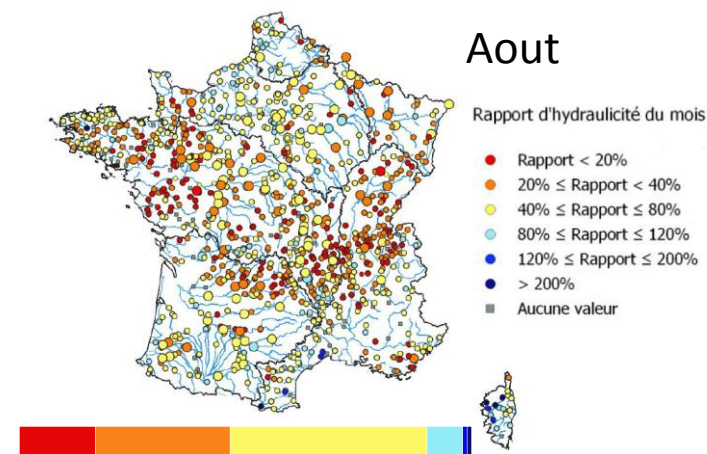 Aout
Rapport d'hydraulicité du mois
Rapport < 20%
20% ≤ Rapport < 40%
40% ≤ Rapport ≤ 80%
80% ≤ Rapport ≤ 120%
120% ≤ Rapport ≤ 200%
> 200%
Aucune valeur